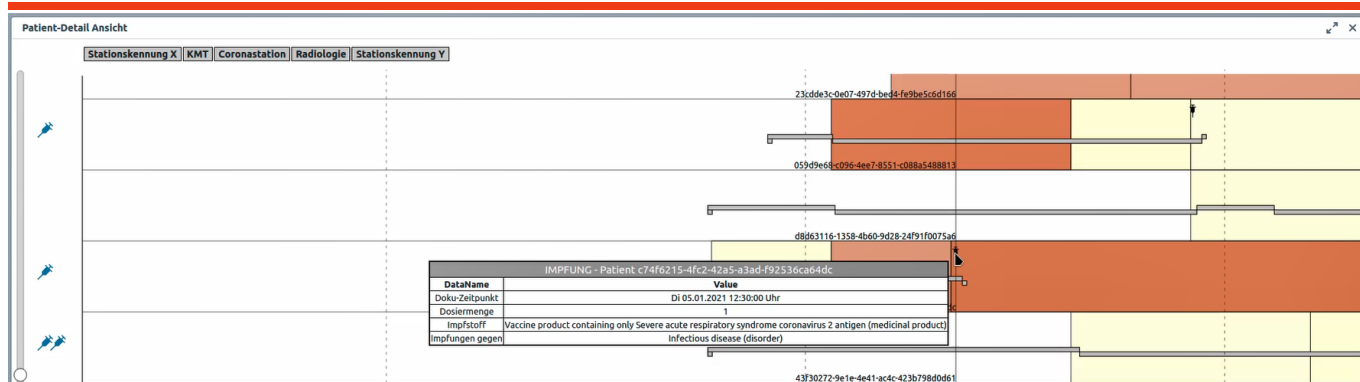 Patient-Detail Ansicht
Stationskennung X KMT Coronastation Radiologie Stationskennung Y
23cdde3c-0e07-497d-bed4-fe9be5c6d166
059d9e68-c096-4ee7-8551-c088a5488813
d8d63116-1358-4b60-9d28-24f91f0075a6
IMPFUNG - Patient c74f6215-4fc2-42a5-a3ad-f92536ca64dc
DataName Value
Doku-Zeitpunkt Di 05.01.2021 12:30:00 Uhr
Dosiermenge 1
Impfstoff Vaccine product containing only Severe acute respiratory syndrome coronavirus 2 antigen (medicinal product)
Impfungen gegen Infectious disease (disorder)
43f30272-9e1e-4e41-ac4c-423b798d0d61